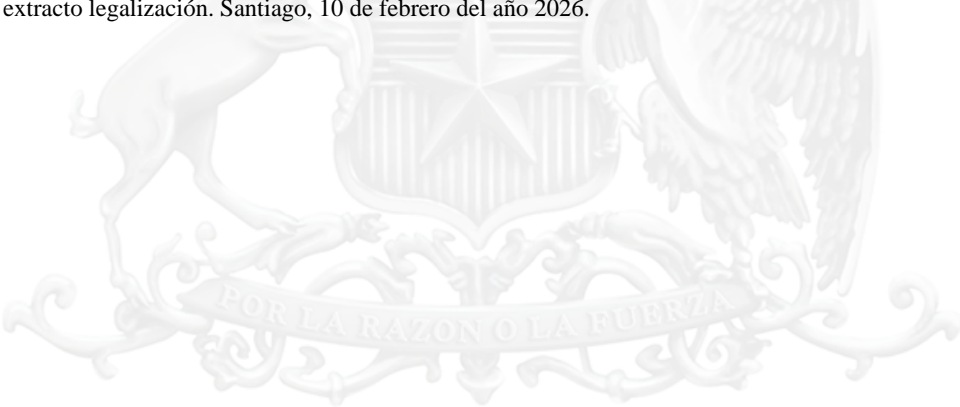 extracto legalización. Santiago, 10 de febrero del año 2026.
POR LA RAZON O LA FUERZA